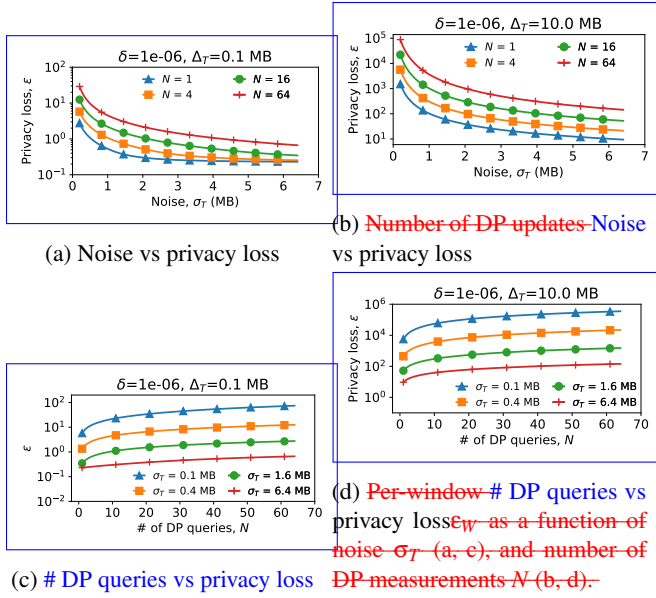 δ=1e-06, Δ_T=0.1 MB
Privacy loss, ε
10^2
10^1
10^0
10^-1
N = 1
N = 4
N = 16
N = 64
0 1 2 3 4 5 6 7
Noise, σ_T (MB)
(a) Noise vs privacy loss
δ=1e-06, Δ_T=10.0 MB
Privacy loss, ε
10^5
10^4
10^3
10^2
10^1
N = 1
N = 4
N = 16
N = 64
0 1 2 3 4 5 6 7
Noise, σ_T (MB)
(b) Number of DP updates Noise
vs privacy loss
δ=1e-06, Δ_T=0.1 MB
ε
10^2
10^1
10^0
10^-1
10^-2
σ_T = 0.1 MB
σ_T = 0.4 MB
σ_T = 1.6 MB
σ_T = 6.4 MB
0 10 20 30 40 50 60 70
# of DP queries, N
(c) # DP queries vs privacy loss
δ=1e-06, Δ_T=10.0 MB
Privacy loss, ε
10^6
10^4
10^2
10^0
σ_T = 0.1 MB
σ_T = 0.4 MB
σ_T = 1.6 MB
σ_T = 6.4 MB
0 10 20 30 40 50 60 70
# of DP queries, N
(d) Per-window # DP queries vs
privacy lossε_W as a function of
noise σ_T (a, c), and number of
DP measurements N (b, d).